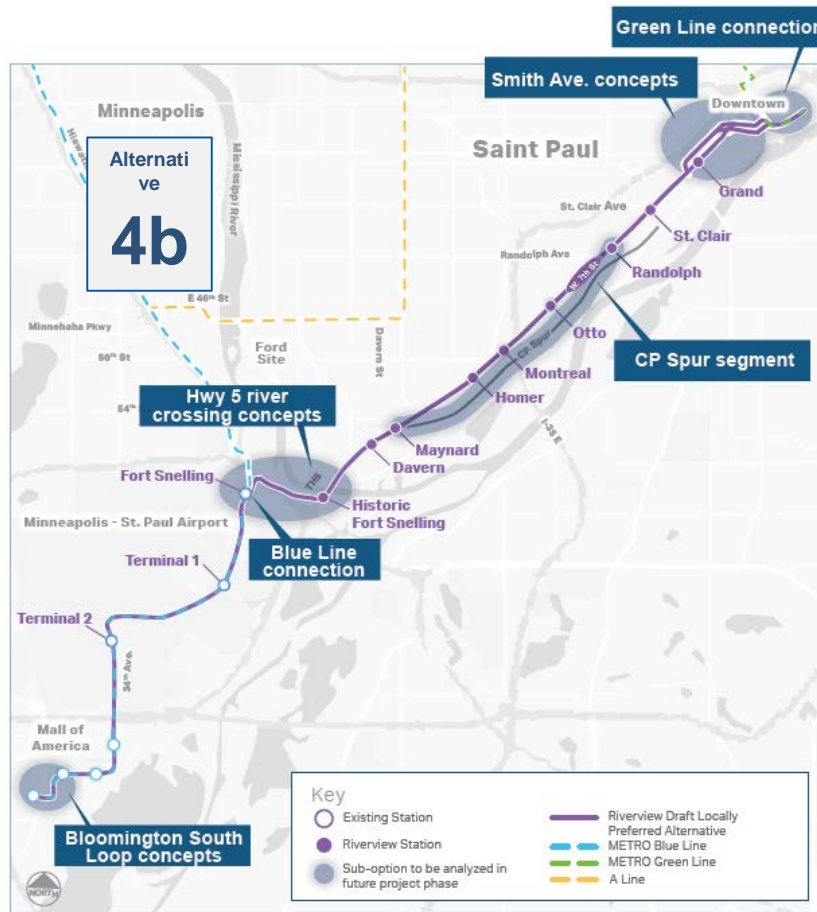 Green Line connection
Smith Ave. concepts
Downtown
Minneapolis
Alternati
ve
4b
Mississippi River
Saint Paul
Grand
St. Clair Ave
St. Clair
Randolph Ave
W. 7th St
Randolph
E 46th St
Minnehaha Pkwy
50th St
Ford
Site
Davern St
Otto
CP Spur
CP Spur segment
Montreal
54th
Hwy 5 river
crossing concepts
Homer
I-35 E
Maynard
Davern
Fort Snelling
TH5
Historic
Fort Snelling
Minneapolis - St. Paul Airport
Blue Line
connection
Terminal 1
Terminal 2
34th Ave.
Mall of
America
Bloomington South
Loop concepts
NORTH
Key
Existing Station
Riverview Station
Sub-option to be analyzed in
future project phase
Riverview Draft Locally
Preferred Alternative
METRO Blue Line
METRO Green Line
A Line